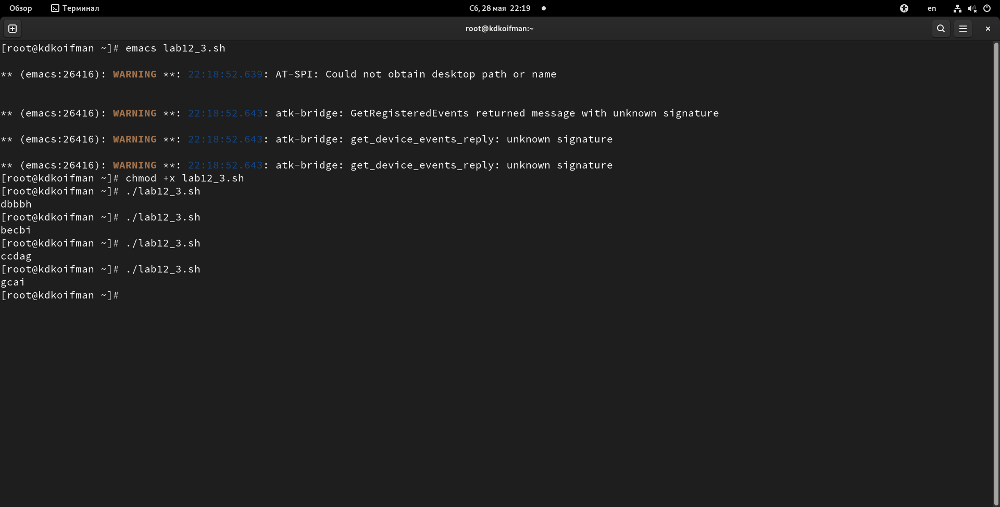 Обзор Терминал Сб, 28 мая 22:19 en
root@kdkoifman:~
[root@kdkoifman ~]# emacs lab12_3.sh
** (emacs:26416): WARNING **: 22:18:52.639: AT-SPI: Could not obtain desktop path or name
** (emacs:26416): WARNING **: 22:18:52.643: atk-bridge: GetRegisteredEvents returned message with unknown signature
** (emacs:26416): WARNING **: 22:18:52.643: atk-bridge: get_device_events_reply: unknown signature
** (emacs:26416): WARNING **: 22:18:52.643: atk-bridge: get_device_events_reply: unknown signature
[root@kdkoifman ~]# chmod +x lab12_3.sh
[root@kdkoifman ~]# ./lab12_3.sh
dbbbh
[root@kdkoifman ~]# ./lab12_3.sh
becbi
[root@kdkoifman ~]# ./lab12_3.sh
ccdag
[root@kdkoifman ~]# ./lab12_3.sh
gcai
[root@kdkoifman ~]#